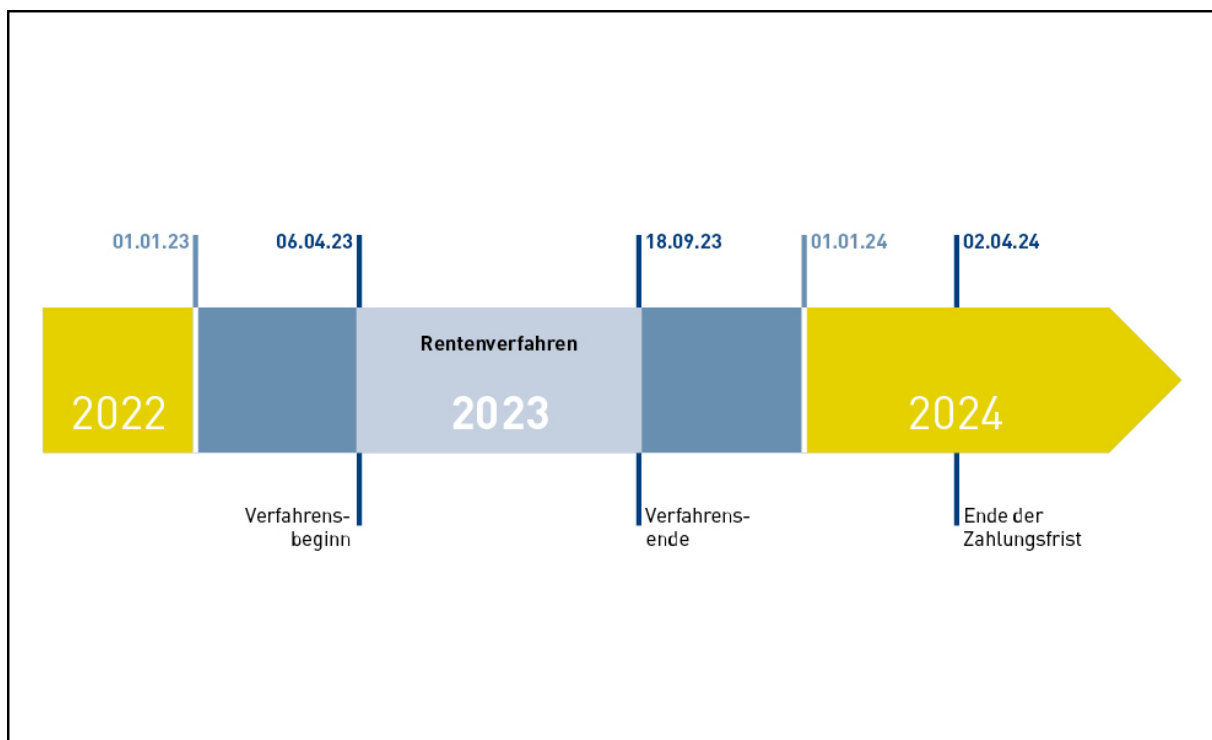 01.01.23
06.04.23
18.09.23
01.01.24
02.04.24
Rentenverfahren
2022
2023
2024
Verfahrens-
beginn
Verfahrens-
ende
Ende der
Zahlungsfrist